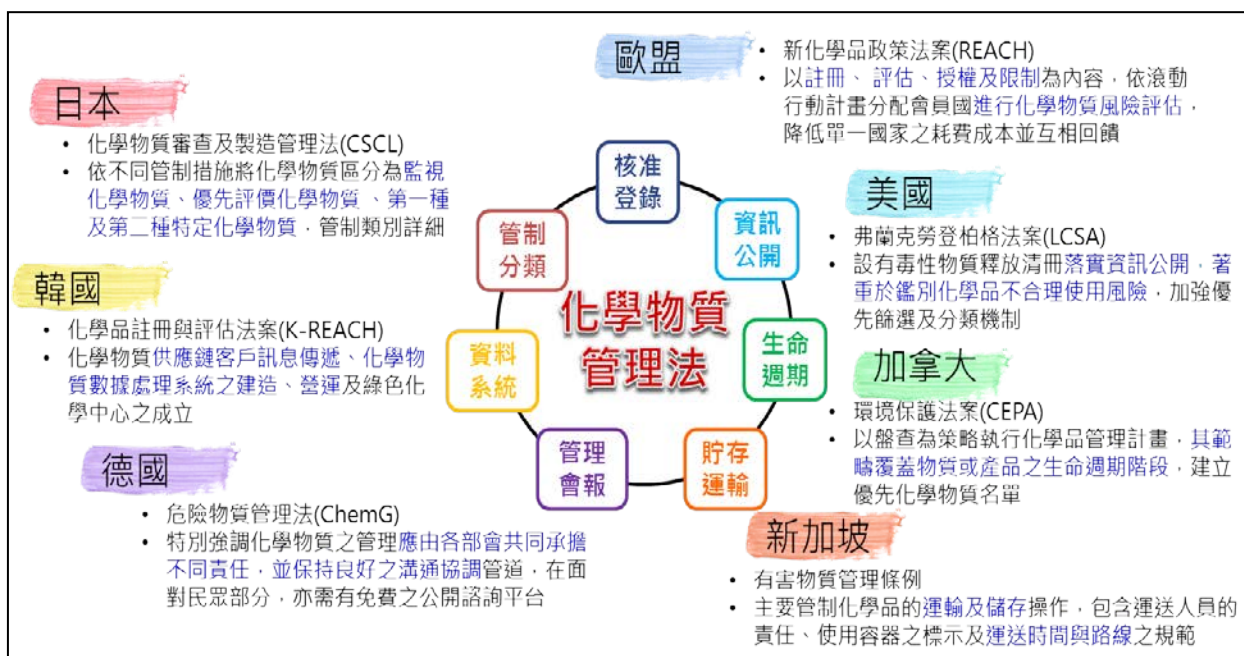 歐盟
• 新化學品政策法案(REACH)
• 以註冊、評估、授權及限制為內容，依滾動
行動計畫分配會員國進行化學物質風險評估，
降低單一國家之耗費成本並互相回饋
日本
• 化學物質審查及製造管理法(CSCL)
• 依不同管制措施將化學物質區分為監視
化學物質、優先評價化學物質、第一種
及第二種特定化學物質，管制類別詳細
美國
• 弗蘭克勞登柏格法案(LCSA)
• 設有毒性物質釋放清冊落實資訊公開，著
重於鑑別化學品不合理使用風險，加強優
先篩選及分類機制
韓國
• 化學品註冊與評估法案(K-REACH)
• 化學物質供應鏈客戶訊息傳遞、化學物
質數據處理系統之建造、營運及綠色化
學中心之成立
加拿大
• 環境保護法案(CEPA)
• 以盤查為策略執行化學品管理計畫，其範
疇覆蓋物質或產品之生命週期階段，建立
優先化學物質名單
德國
• 危險物質管理法(ChemG)
• 特別強調化學物質之管理應由各部會共同承擔
不同責任，並保持良好之溝通協調管道，在面
對民眾部分，亦需有免費之公開諮詢平台
新加坡
• 有害物質管理條例
• 主要管制化學品的運輸及儲存操作，包含運送人員的
責任、使用容器之標示及運送時間與路線之規範
化學物質
管理法
核准
登錄
資訊
公開
生命
週期
貯存
運輸
管理
會報
資料
系統
管制
分類